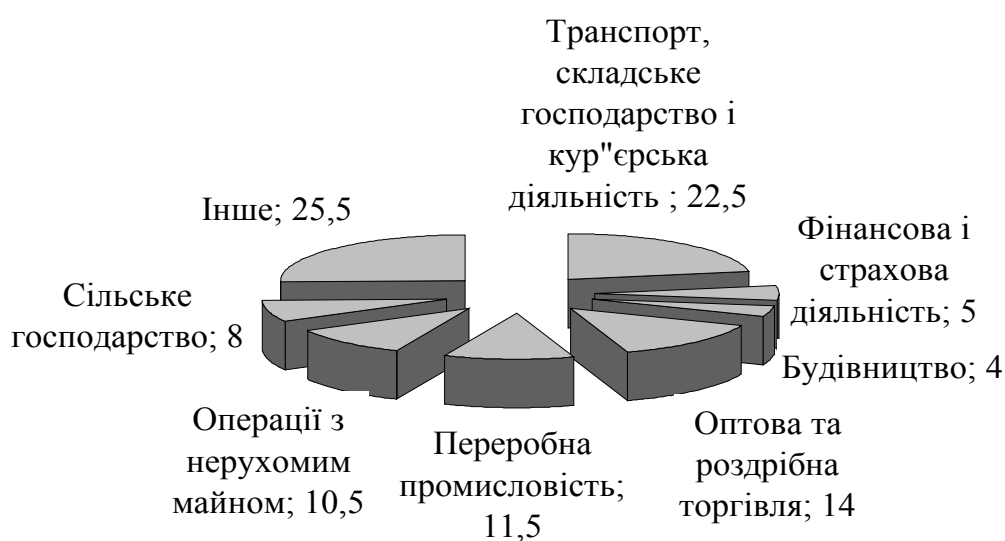 Транспорт,
складське
господарство і
кур"єрська
діяльність ; 22,5
Інше; 25,5
Фінансова і
страхова
діяльність; 5
Сільське
господарство; 8
Будівництво; 4
Операції з
нерухомим
майном; 10,5
Переробна
промисловість;
11,5
Оптова та
роздрібна
торгівля; 14